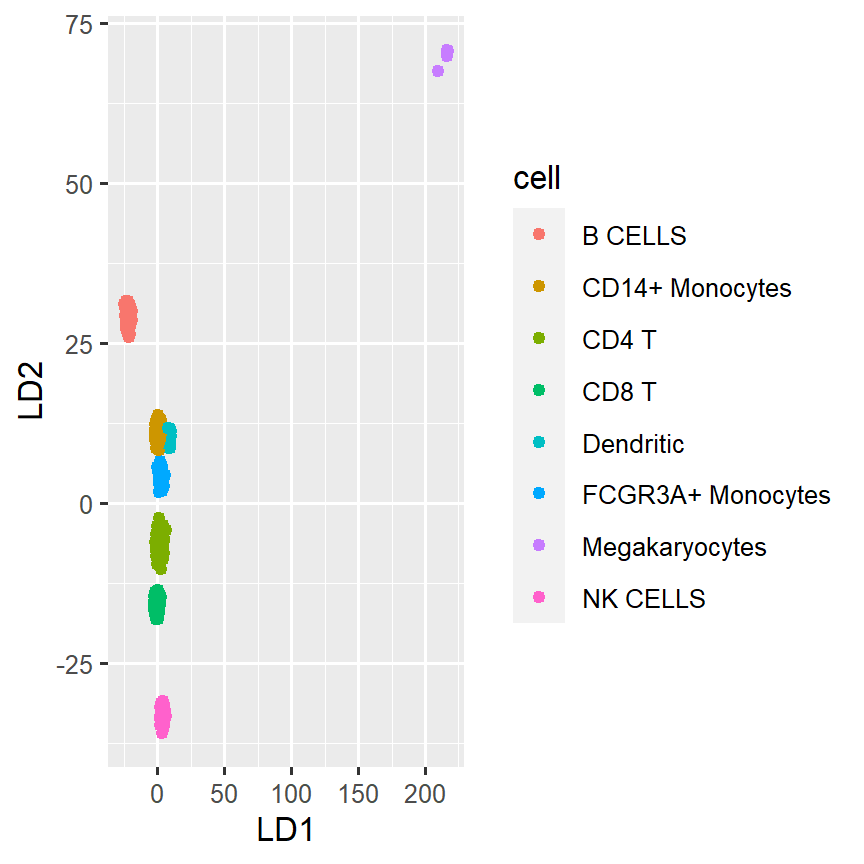 75
50
25
0
-25
LD2
0 50 100 150 200
LD1
cell
B CELLS
CD14+ Monocytes
CD4 T
CD8 T
Dendritic
FCGR3A+ Monocytes
Megakaryocytes
NK CELLS